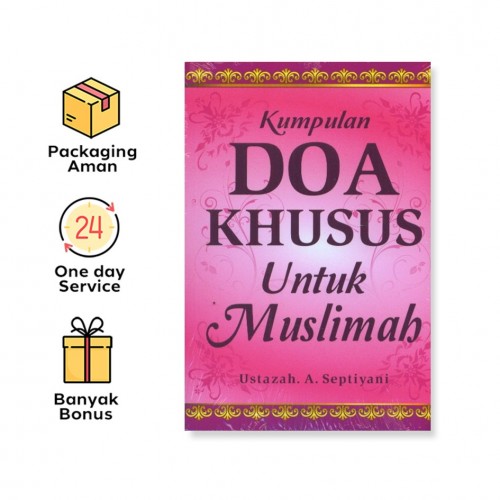 Packaging
Aman
24
One day
Service
Banyak
Bonus
Kumpulan
DOA
KHUSUS
Untuk
Muslimah
Ustazah. A. Septiyani